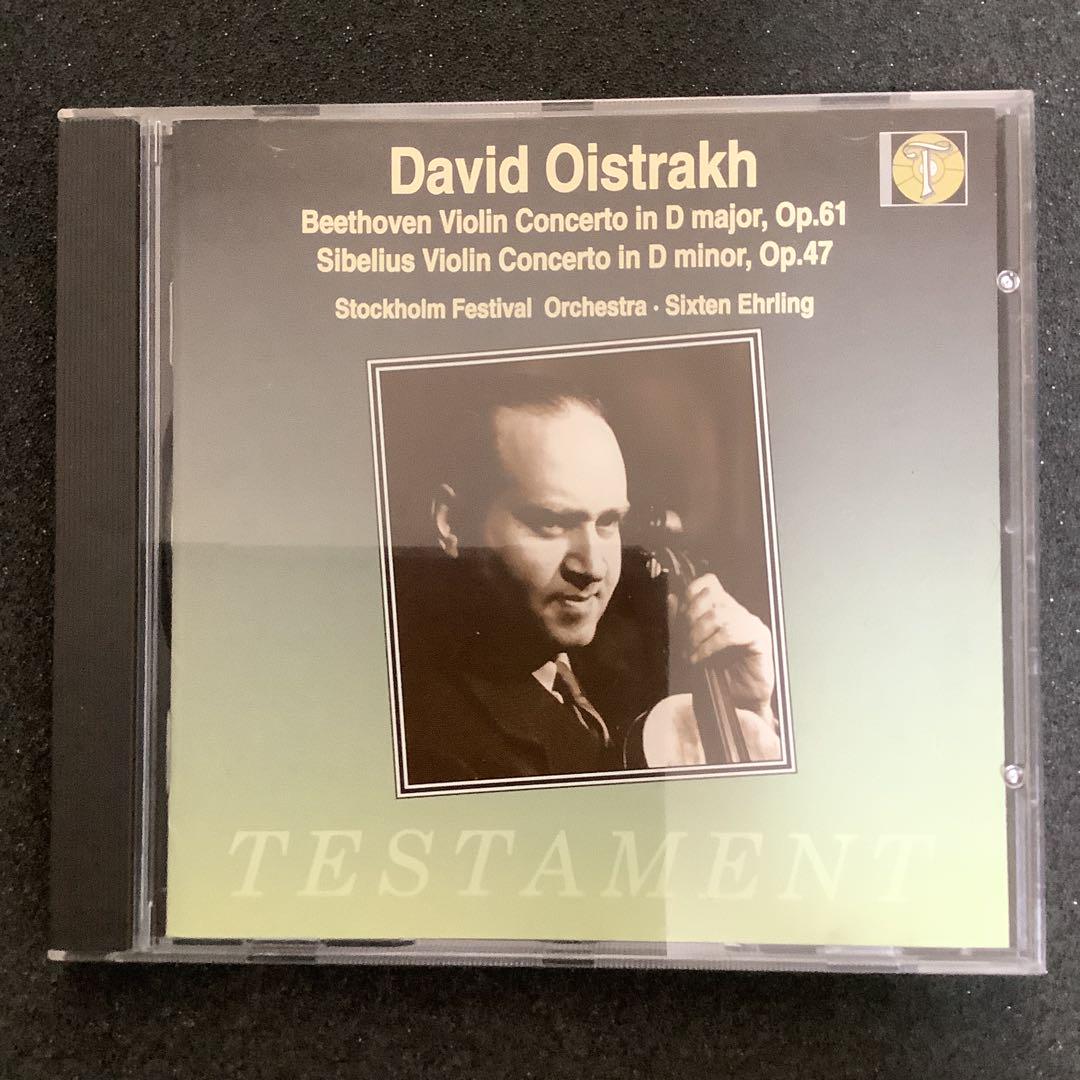 David Oistrakh
Beethoven Violin Concerto in D major, Op.61
Sibelius Violin Concerto in D minor, Op.47
Stockholm Festival Orchestra · Sixten Ehrling
T
TESTAMENT